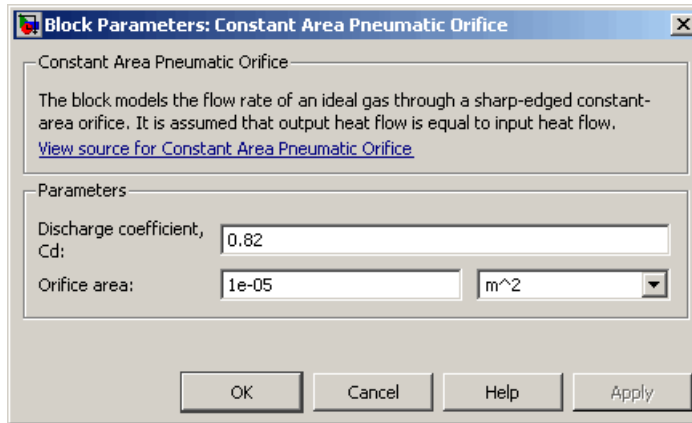 Block Parameters: Constant Area Pneumatic Orifice
Constant Area Pneumatic Orifice
The block models the flow rate of an ideal gas through a sharp-edged constant-
area orifice. It is assumed that output heat flow is equal to input heat flow.
View source for Constant Area Pneumatic Orifice
Parameters
Discharge coefficient,
Cd:
0.82
Orifice area:
1e-05
m^2
OK
Cancel
Help
Apply